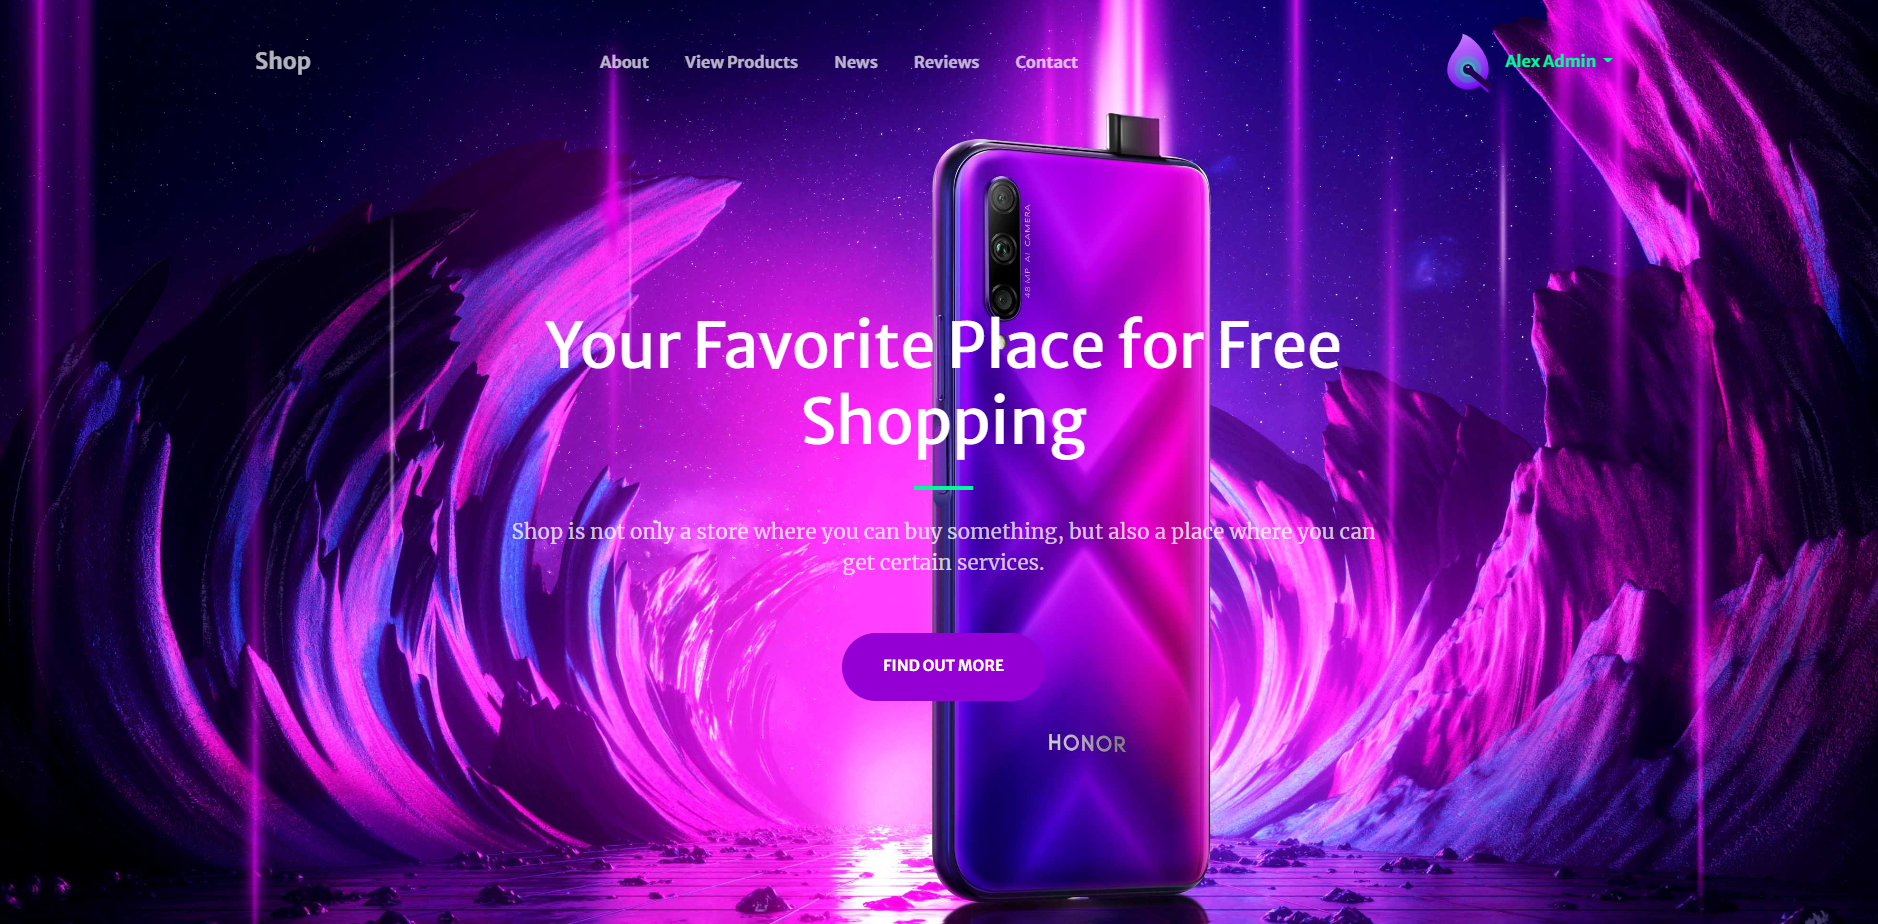 Shop
About View Products News Reviews Contact
Alex Admin
48 MP AI CAMERA
Your Favorite Place for Free
Shopping
Shop is not only a store where you can buy something, but also a place where you can
get certain services.
FIND OUT MORE
HONOR